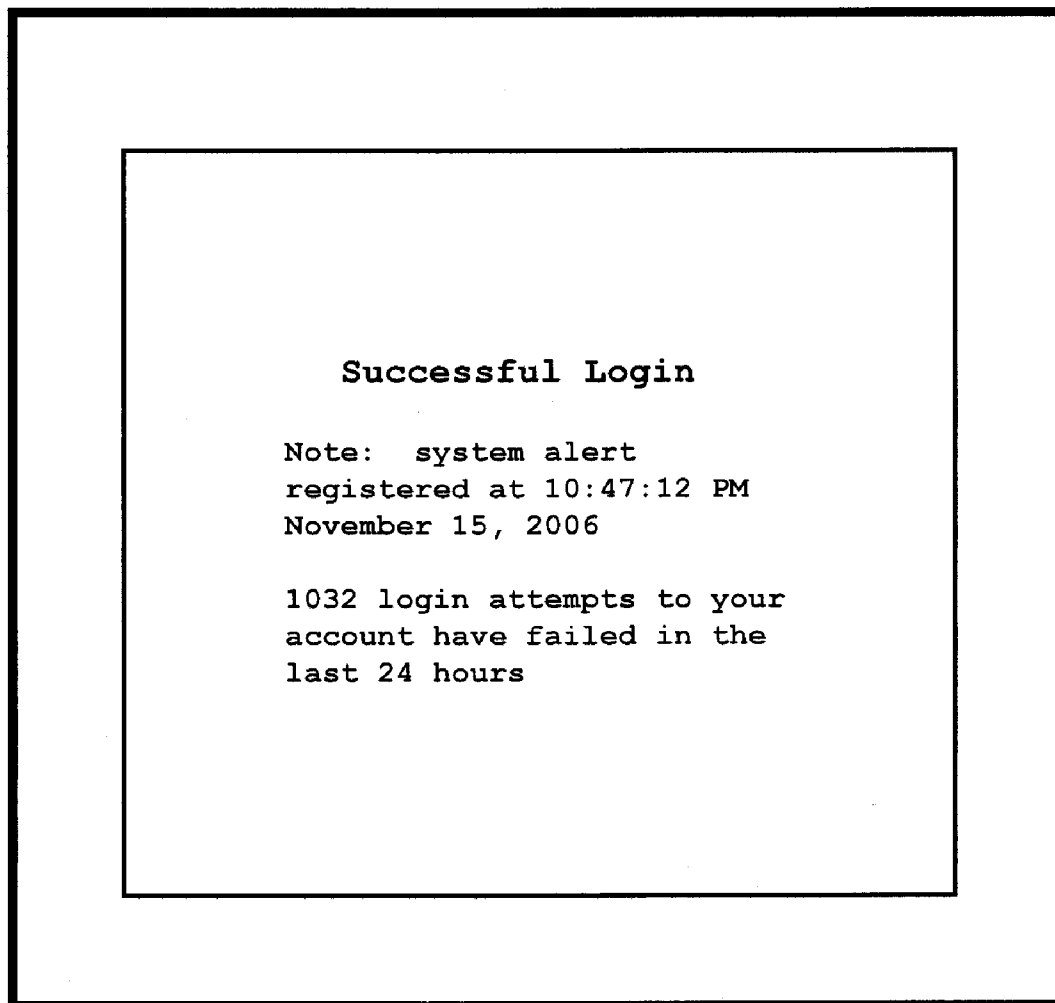 Successful Login
Note:  system alert
registered at 10:47:12 PM
November 15, 2006
1032 login attempts to your
account have failed in the
last 24 hours